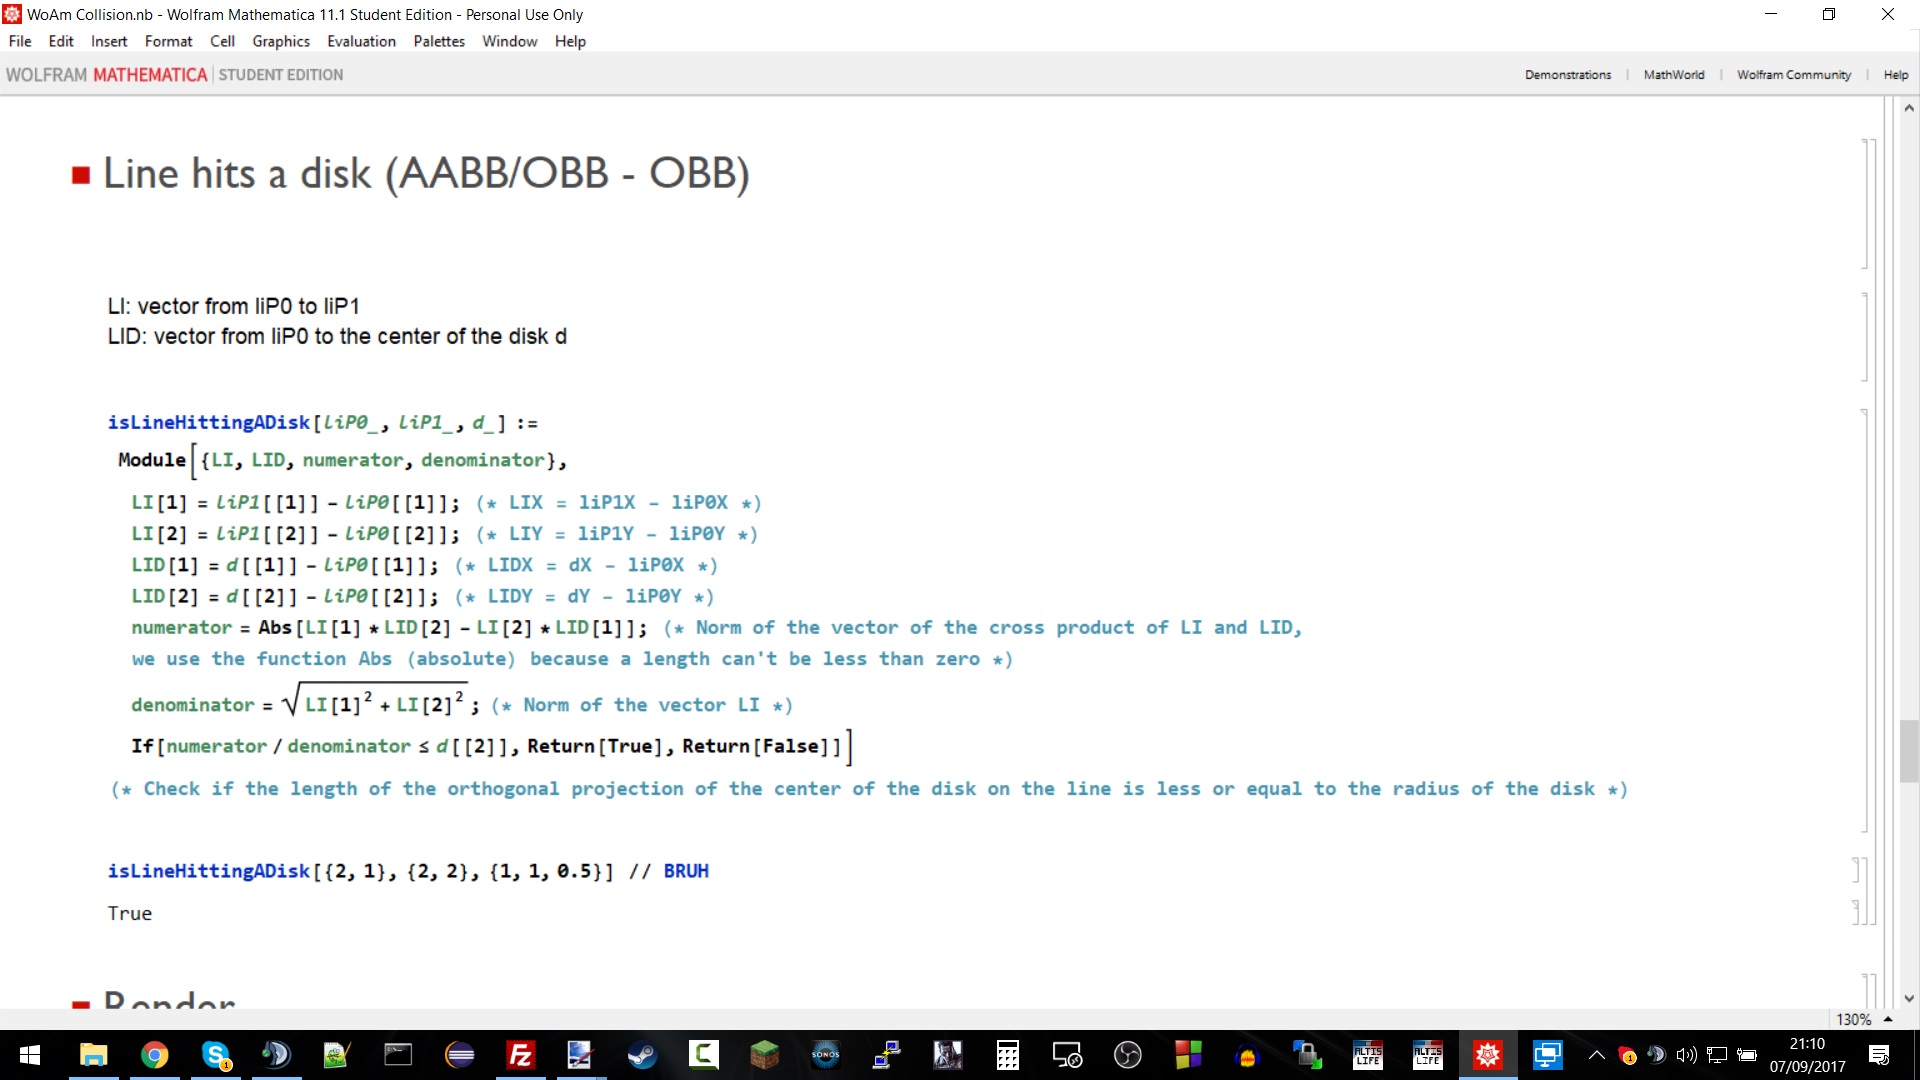 WoAm Collision.nb - Wolfram Mathematica 11.1 Student Edition - Personal Use Only
File Edit Insert Format Cell Graphics Evaluation Palettes Window Help
WOLFRAM MATHEMATICA | STUDENT EDITION
Demonstrations | MathWorld | Wolfram Community | Help
Line hits a disk (AABB/OBB - OBB)
LI: vector from liP0 to liP1
LID: vector from liP0 to the center of the disk d
isLineHittingADisk[liP0_, liP1_, d_] :=
Module[{LI, LID, numerator, denominator},
LI[1] = liP1[[1]] - liP0[[1]]; (* LIX = liP1X - liP0X *)
LI[2] = liP1[[2]] - liP0[[2]]; (* LIY = liP1Y - liP0Y *)
LID[1] = d[[1]] - liP0[[1]]; (* LIDX = dX - liP0X *)
LID[2] = d[[2]] - liP0[[2]]; (* LIDY = dY - liP0Y *)
numerator = Abs[LI[1] * LID[2] - LI[2] * LID[1]]; (* Norm of the vector of the cross product of LI and LID,
we use the function Abs (absolute) because a length can't be less than zero *)
denominator = √LI[1]² + LI[2]² ; (* Norm of the vector LI *)
If[numerator / denominator ≤ d[[2]], Return[True], Return[False]]]
(* Check if the length of the orthogonal projection of the center of the disk on the line is less or equal to the radius of the disk *)
isLineHittingADisk[{2, 1}, {2, 2}, {1, 1, 0.5}] // BRUH
True
Render
130%
SONOS
ALTIS LIFE
ALTIS LIFE
21:10
07/09/2017